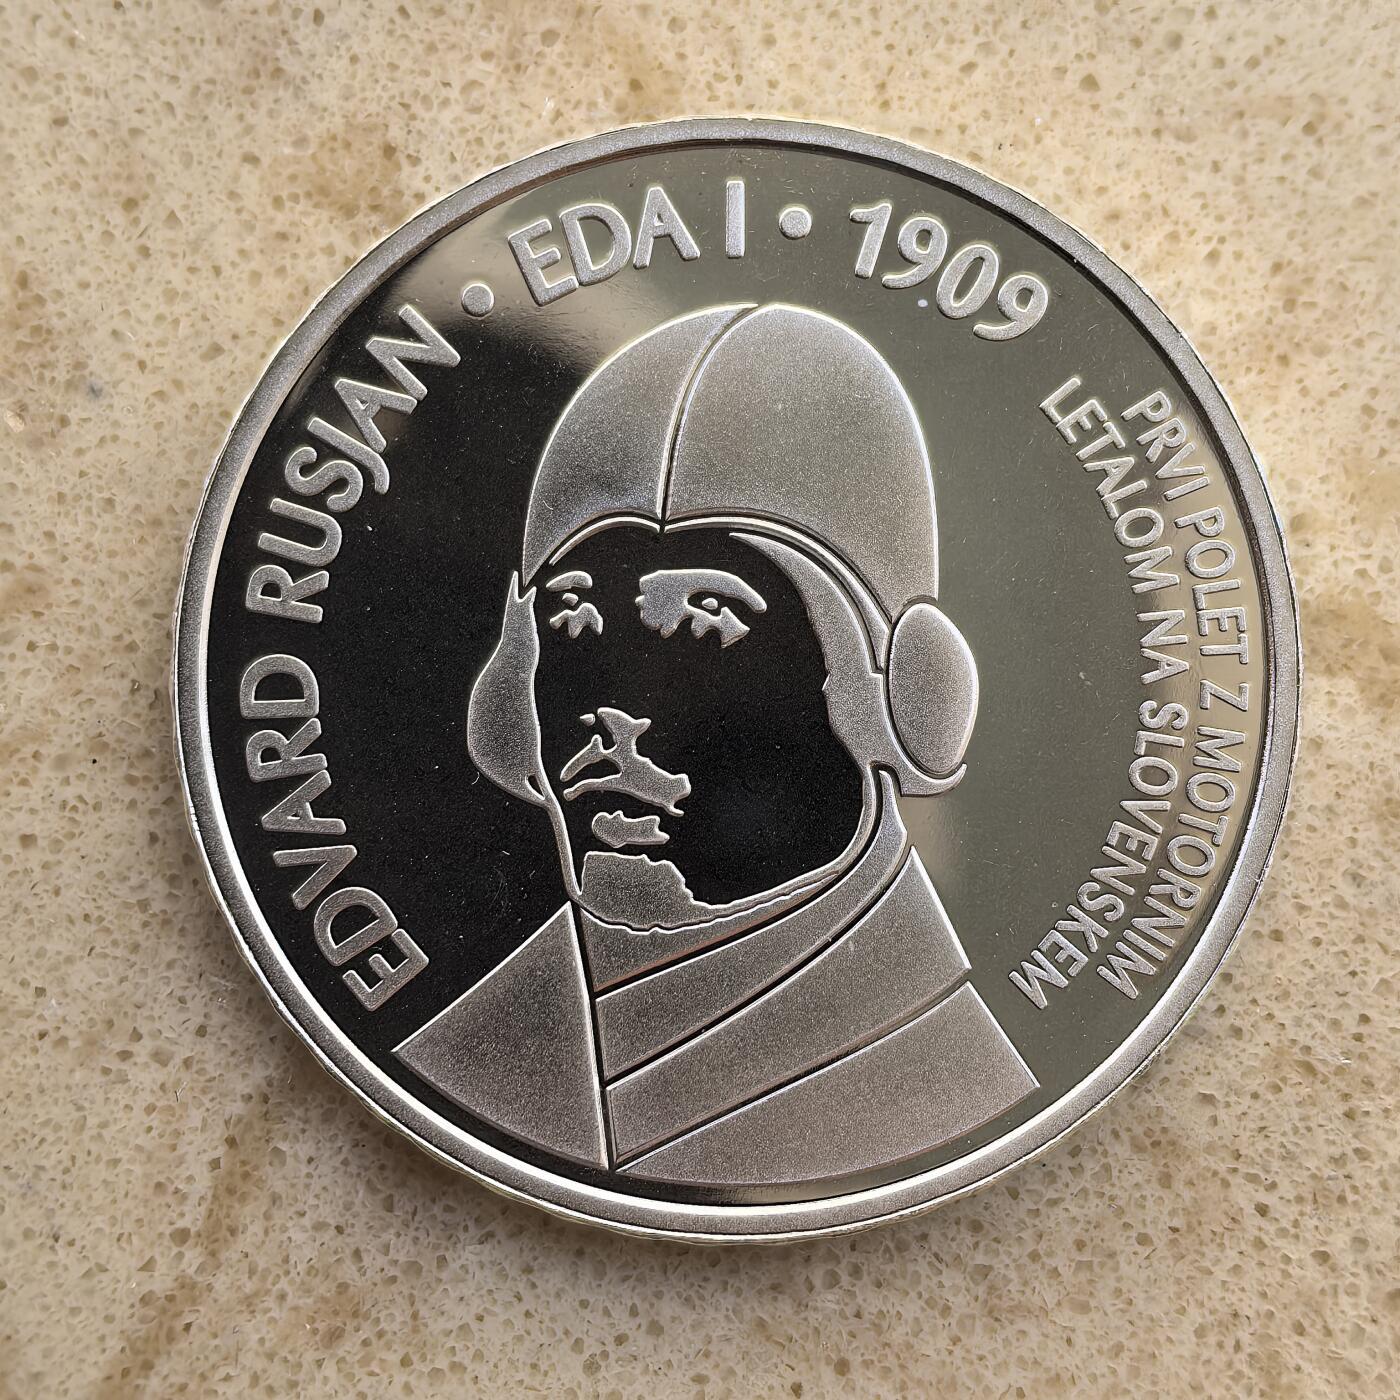 EDVARD RUSJAN • EDA I • 1909
PRVI POLET Z MOTORNIM
LETALOM NA SLOVENSKEM